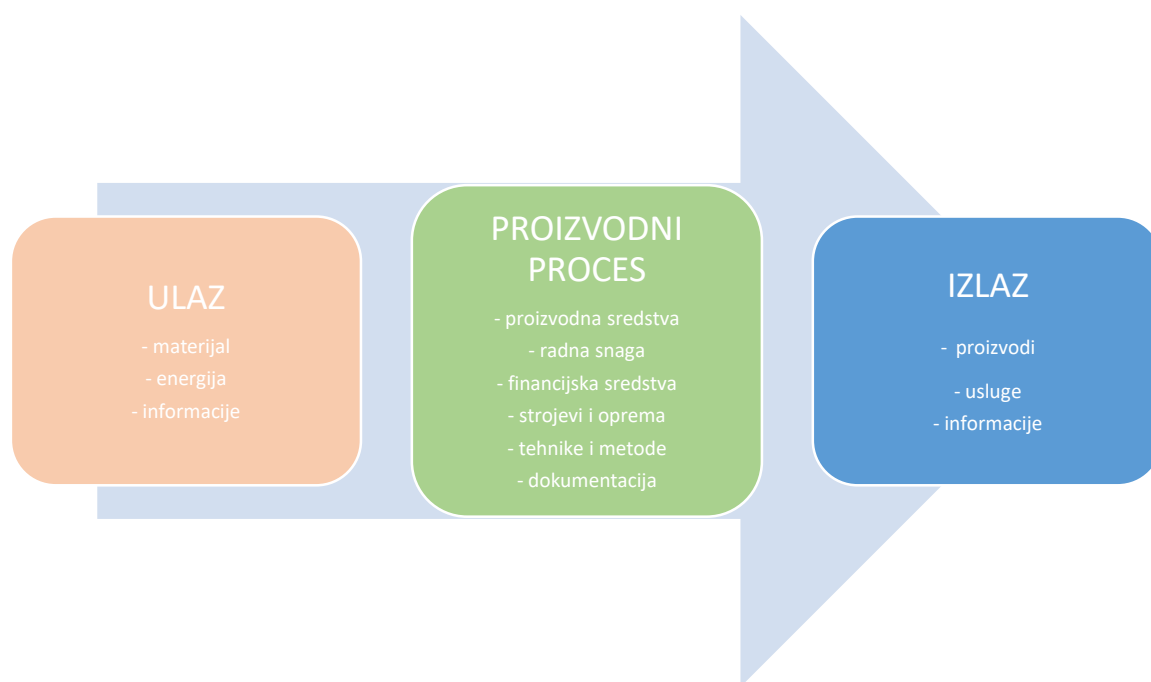 ULAZ
- materijal
- energija
- informacije
PROIZVODNI
PROCES
- proizvodna sredstva
- radna snaga
- financijska sredstva
- strojevi i oprema
- tehnike i metode
- dokumentacija
IZLAZ
- proizvodi
- usluge
- informacije